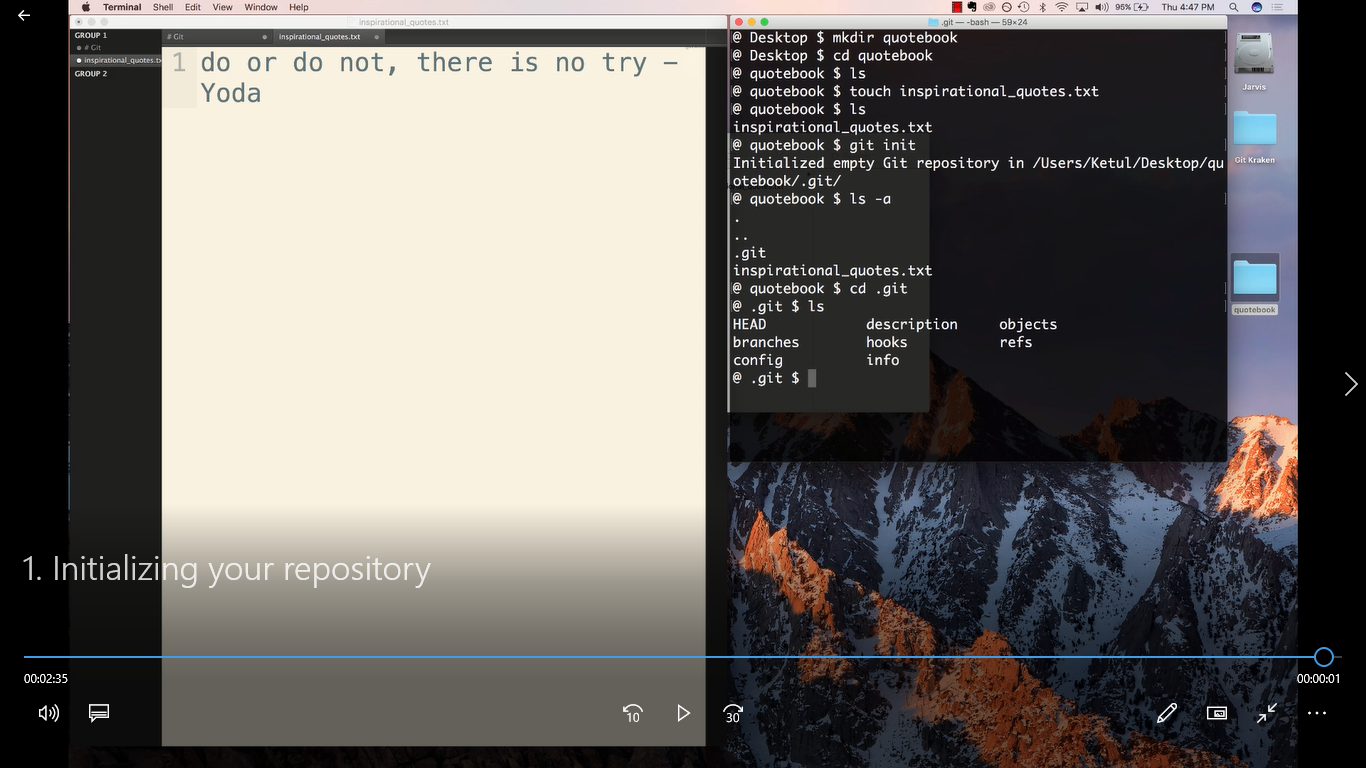 Terminal Shell Edit View Window Help
95% Thu 4:47 PM
inspirational_quotes.txt
GROUP 1
# Git
inspirational_quotes.tx
GROUP 2
# Git
inspirational_quotes.txt
1 do or do not, there is no try -
Yoda
.git — -bash — 59×24
@ Desktop $ mkdir quotebook
@ Desktop $ cd quotebook
@ quotebook $ ls
@ quotebook $ touch inspirational_quotes.txt
@ quotebook $ ls
inspirational_quotes.txt
@ quotebook $ git init
Initialized empty Git repository in /Users/Ketul/Desktop/qu
otebook/.git/
@ quotebook $ ls -a
.
..
.git
inspirational_quotes.txt
@ quotebook $ cd .git
@ .git $ ls
HEAD description objects
branches hooks refs
config info
@ .git $
Jarvis
Git Kraken
quotebook
1. Initializing your repository
00:02:35
00:00:01
10
30